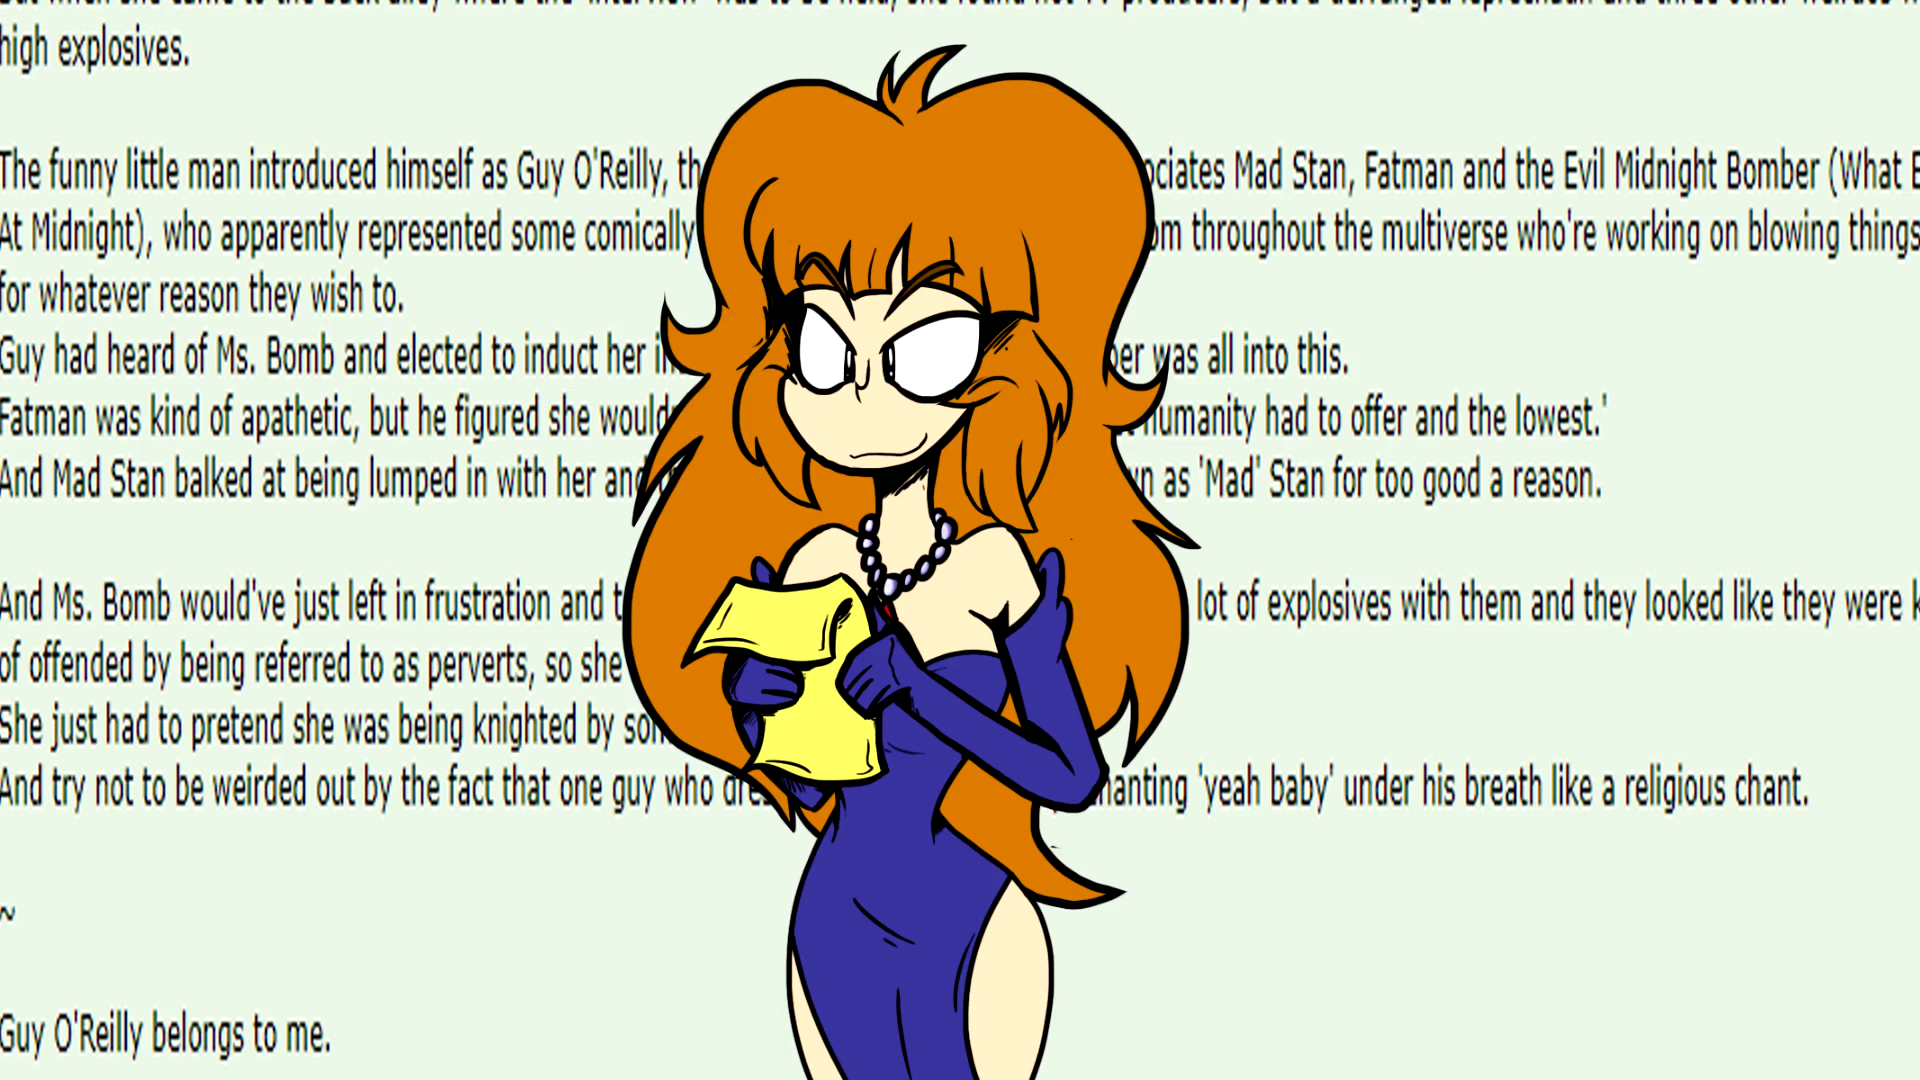 high explosives.
The funny little man introduced himself as Guy O'Reilly, ociates Mad Stan, Fatman and the Evil Midnight Bomber (What
At Midnight), who apparently represented some comically throughout the multiverse who're working on blowing things
for whatever reason they wish to.
Guy had heard of Ms. Bomb and elected to induct her was all into this.
Fatman was kind of apathetic, but he figured she humanity had to offer and the lowest.'
And Mad Stan balked at being lumped in with her as 'Mad' Stan for too good a reason.
And Ms. Bomb would've just left in frustration and lot of explosives with them and they looked like they were
of offended by being referred to as perverts, so she
She just had to pretend she was being knighted by
And try not to be weirded out by the fact that one guy who chanting 'yeah baby' under his breath like a religious chant.
~
Guy O'Reilly belongs to me.